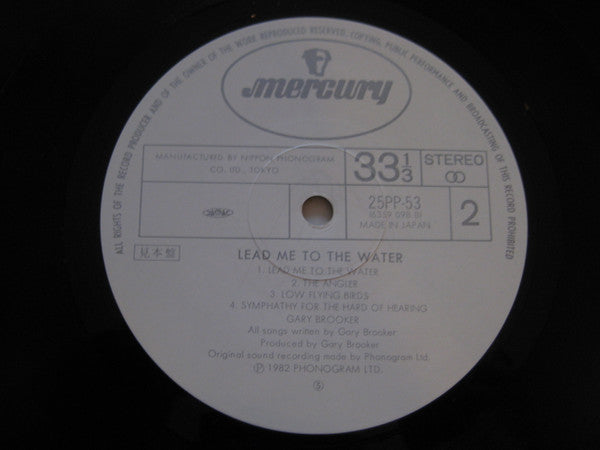 ALL RIGHTS OF THE RECORD PRODUCER AND OF THE OWNER OF THE WORK REPRODUCED RESERVED. COPYING, PUBLIC PERFORMANCE AND BROADCASTING OF THIS RECORD PROHIBITED
mercury
MANUFACTURED BY NIPPON PHONOGRAM
CO. LTD., TOKYO
33 1/3
STEREO
25PP-53
(6359 098 B)
MADE IN JAPAN
2
見本盤
LEAD ME TO THE WATER
1. LEAD ME TO THE WATER
2. THE ANGLER
3. LOW FLYING BIRDS
4. SYMPHATHY FOR THE HARD OF HEARING
GARY BROOKER
All songs written by Gary Brooker
Produced by Gary Brooker
Original sound recording made by Phonogram Ltd.
Ⓟ 1982 PHONOGRAM LTD.
Ⓢ